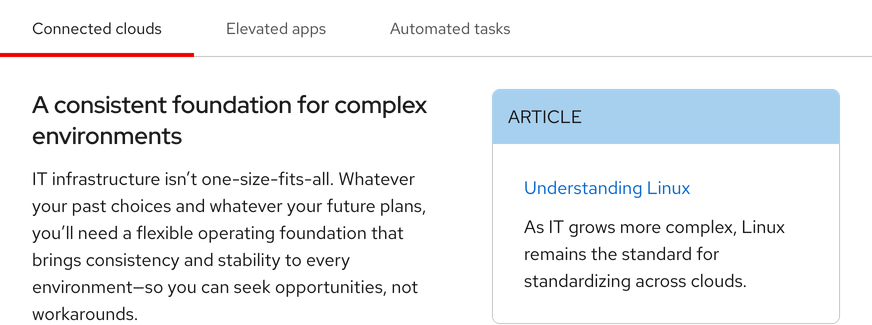 Connected clouds
Elevated apps
Automated tasks
A consistent foundation for complex
environments
IT infrastructure isn’t one-size-fits-all. Whatever
your past choices and whatever your future plans,
you’ll need a flexible operating foundation that
brings consistency and stability to every
environment—so you can seek opportunities, not
workarounds.
ARTICLE
Understanding Linux
As IT grows more complex, Linux
remains the standard for
standardizing across clouds.